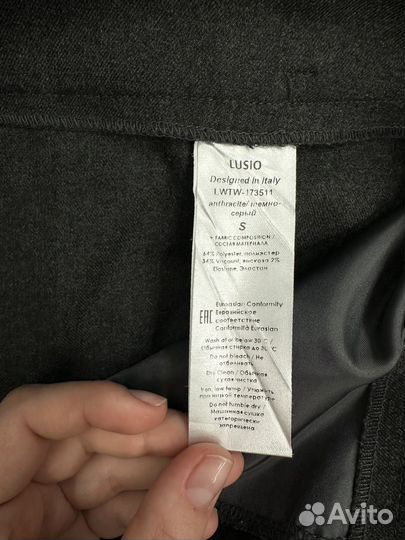 LUSIO
Designed in Italy
LWTW-173511
anthracite/ темно-
серый
S
• FABRIC COMPOSITION /
СОСТАВ МАТЕРИАЛА
64% Polyester, полиэстер
34% Viscount, вискоза 2%
Elastane, Эластон
Eurasian Conformity
EAC Евразийское
соответствие
Conformità Eurasian
Wash at or below 30°C /
Обычная стирка до 30°C
Do not bleach / Не
отбеливать
Dry Clean / Обычная
сухая чистка
Iron, low temp / Утюжить
при низкой температуре
Do not tumble dry /
Машинная сушка
категорически
запрещена
Avito